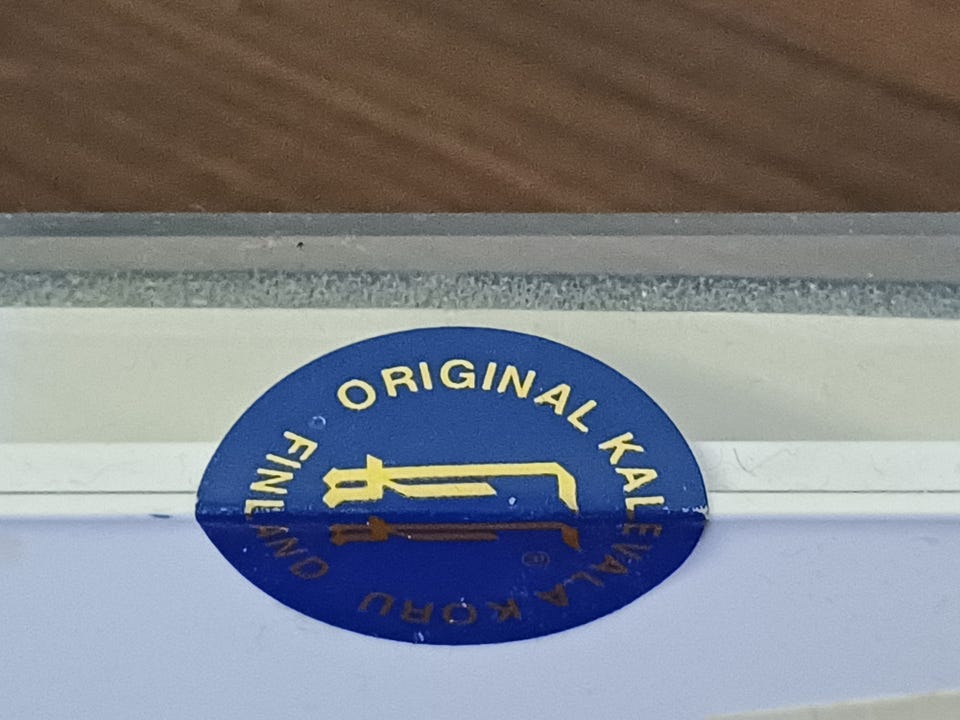 ORIGINAL KALEVALA KORU
FINLAND
®